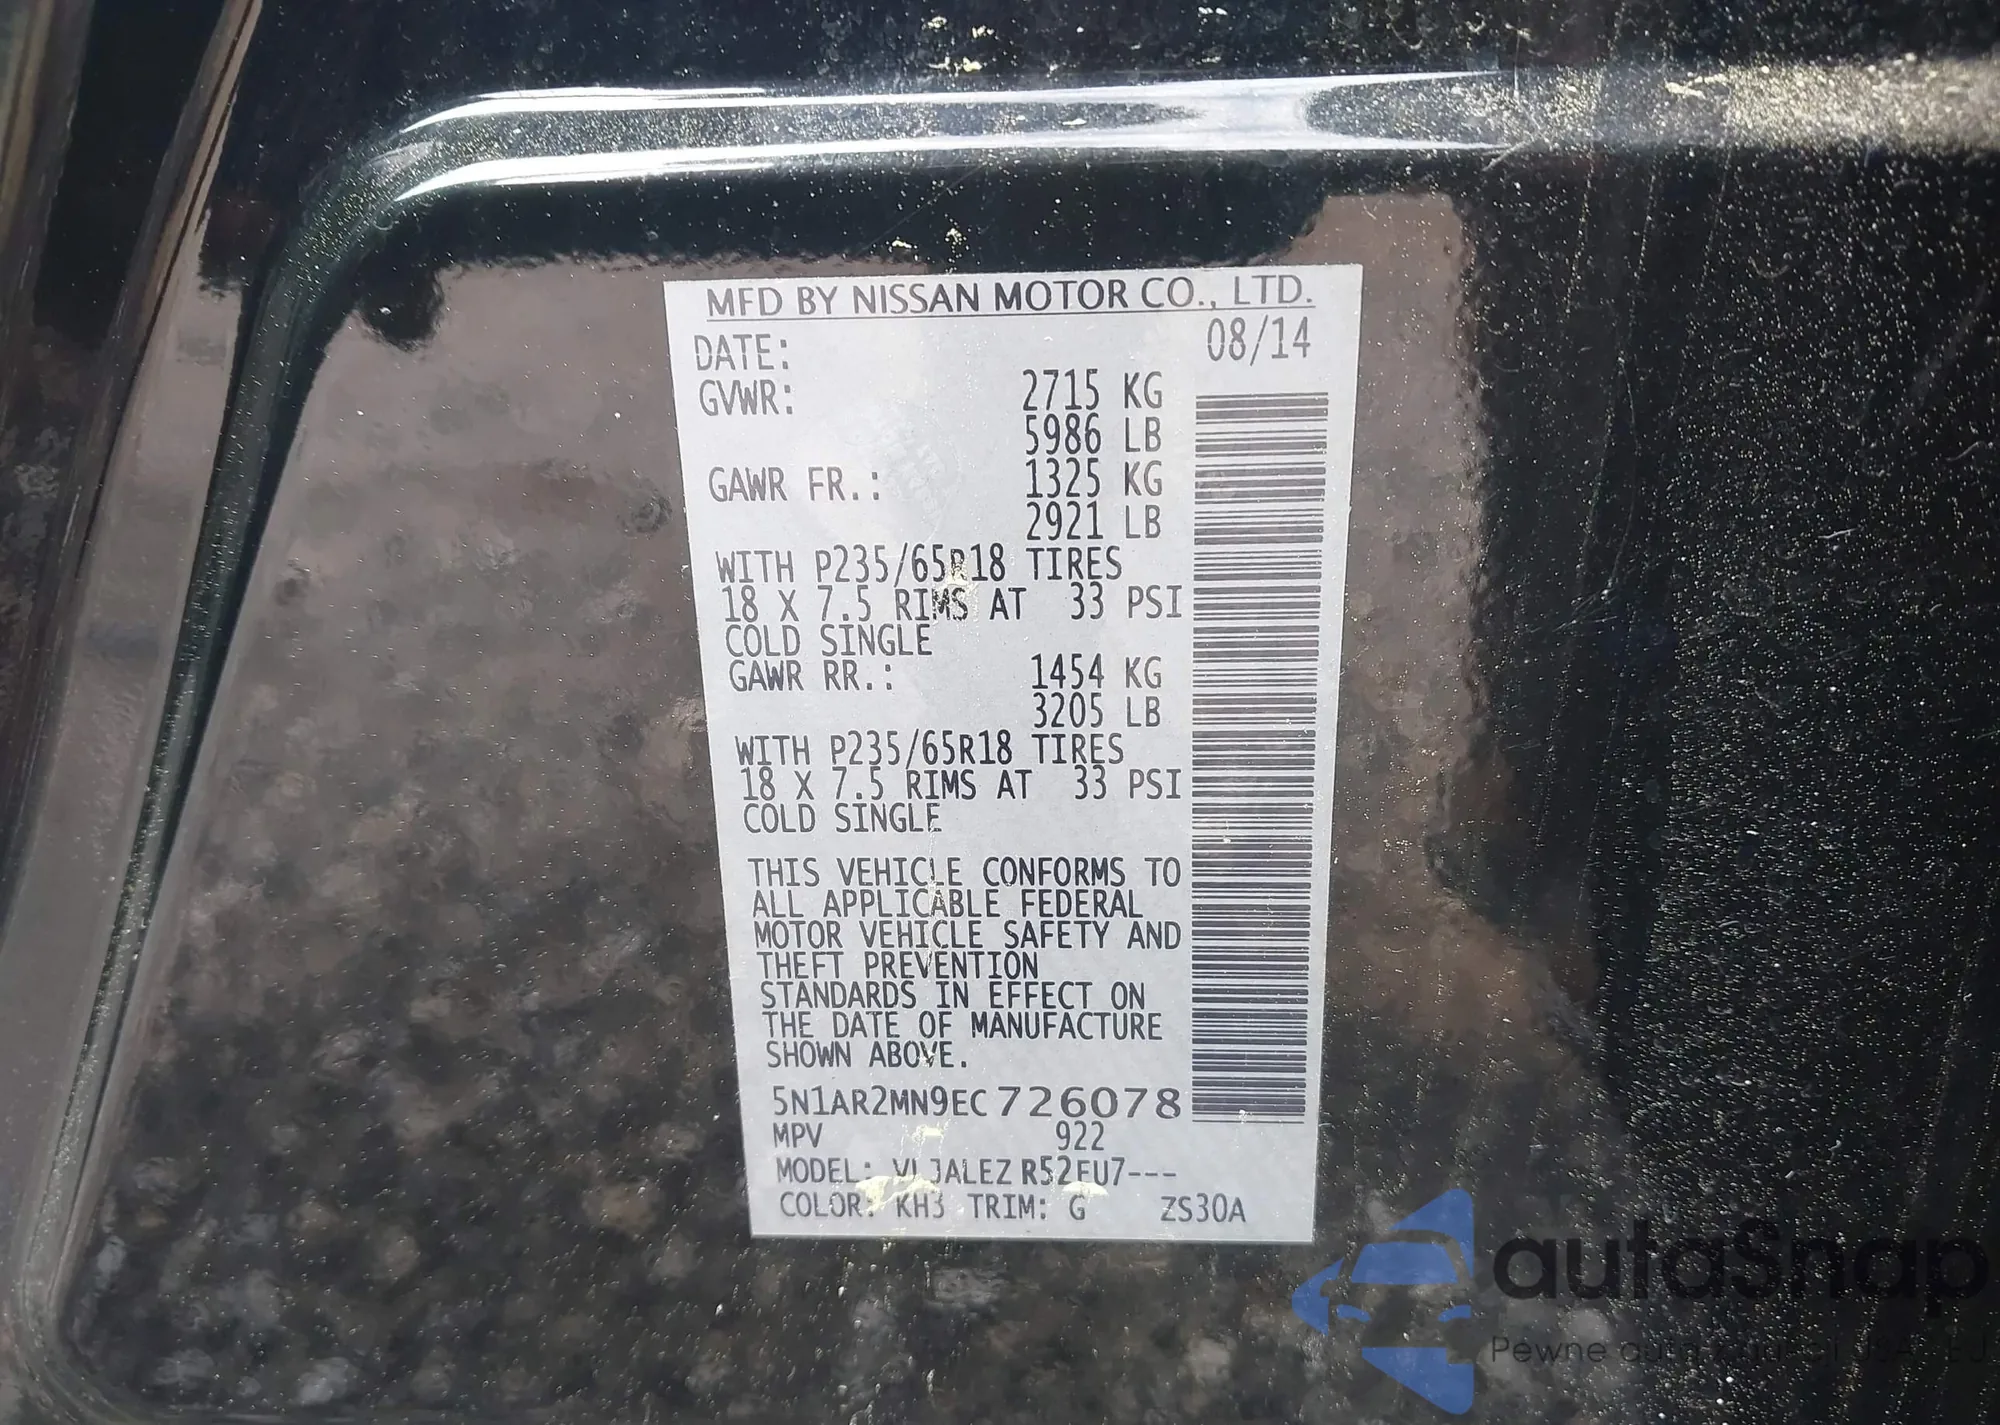 MFD BY NISSAN MOTOR CO., LTD.
DATE: 08/14
GVWR: 2715 KG
5986 LB
GAWR FR.: 1325 KG
2921 LB
WITH P235/65R18 TIRES
18 X 7.5 RIMS AT 33 PSI
COLD SINGLE
GAWR RR.: 1454 KG
3205 LB
WITH P235/65R18 TIRES
18 X 7.5 RIMS AT 33 PSI
COLD SINGLE
THIS VEHICLE CONFORMS TO
ALL APPLICABLE FEDERAL
MOTOR VEHICLE SAFETY AND
THEFT PREVENTION
STANDARDS IN EFFECT ON
THE DATE OF MANUFACTURE
SHOWN ABOVE.
5N1AR2MN9EC726078
MPV 922
MODEL: R52FU7---
COLOR: KH3 TRIM: G ZS30A
autoSnap
Pewne auta z